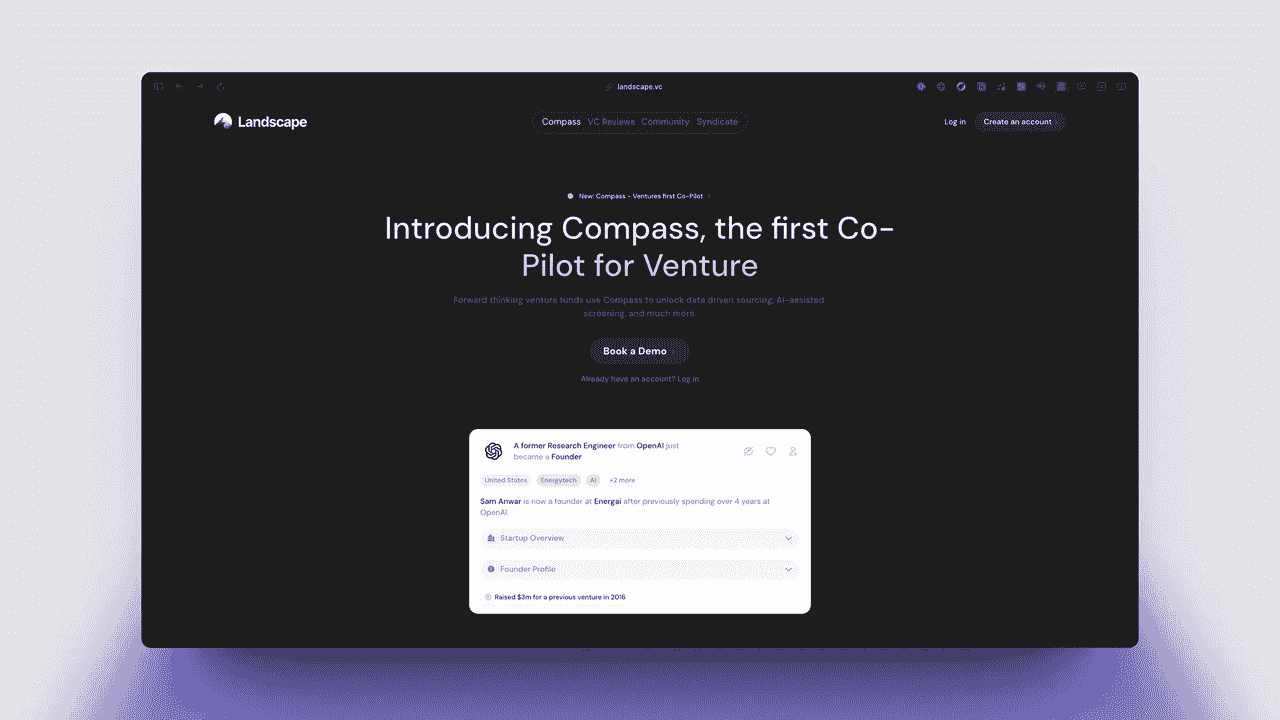 landscape.vc
Landscape
Compass VC Reviews Community Syndicate
Log in
Create an account
New: Compass - Ventures first Co-Pilot
Introducing Compass, the first Co-
Pilot for Venture
Forward thinking venture funds use Compass to unlock data driven sourcing, AI-assisted
screening, and much more.
Book a Demo
Already have an account? Log in
A former Research Engineer from OpenAI just
became a Founder
United States Energytech AI +2 more
Sam Anwar is now a founder at Energai after previously spending over 4 years at
OpenAI.
Startup Overview
Founder Profile
Raised $3m for a previous venture in 2016